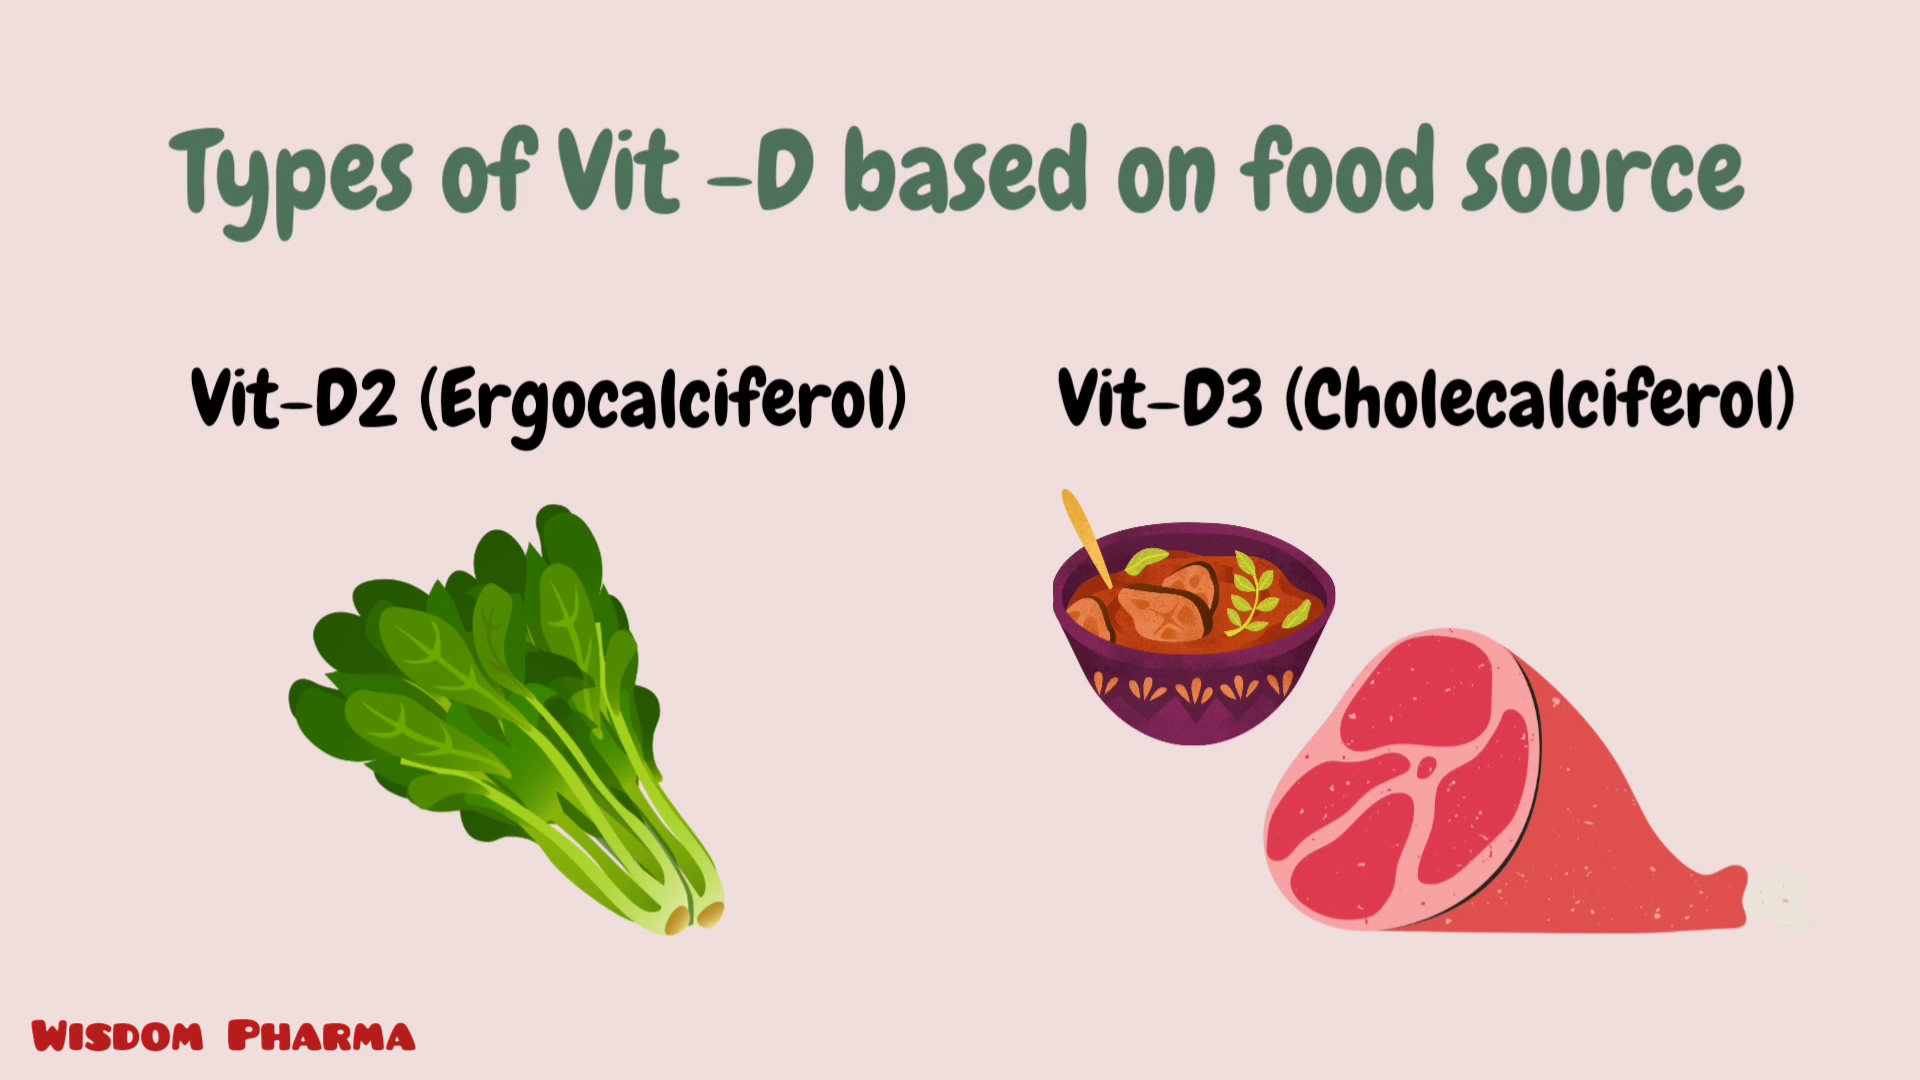 Types of Vit -D based on food source
Vit-D2 (Ergocalciferol)
Vit-D3 (Cholecalciferol)
Wisdom Pharma